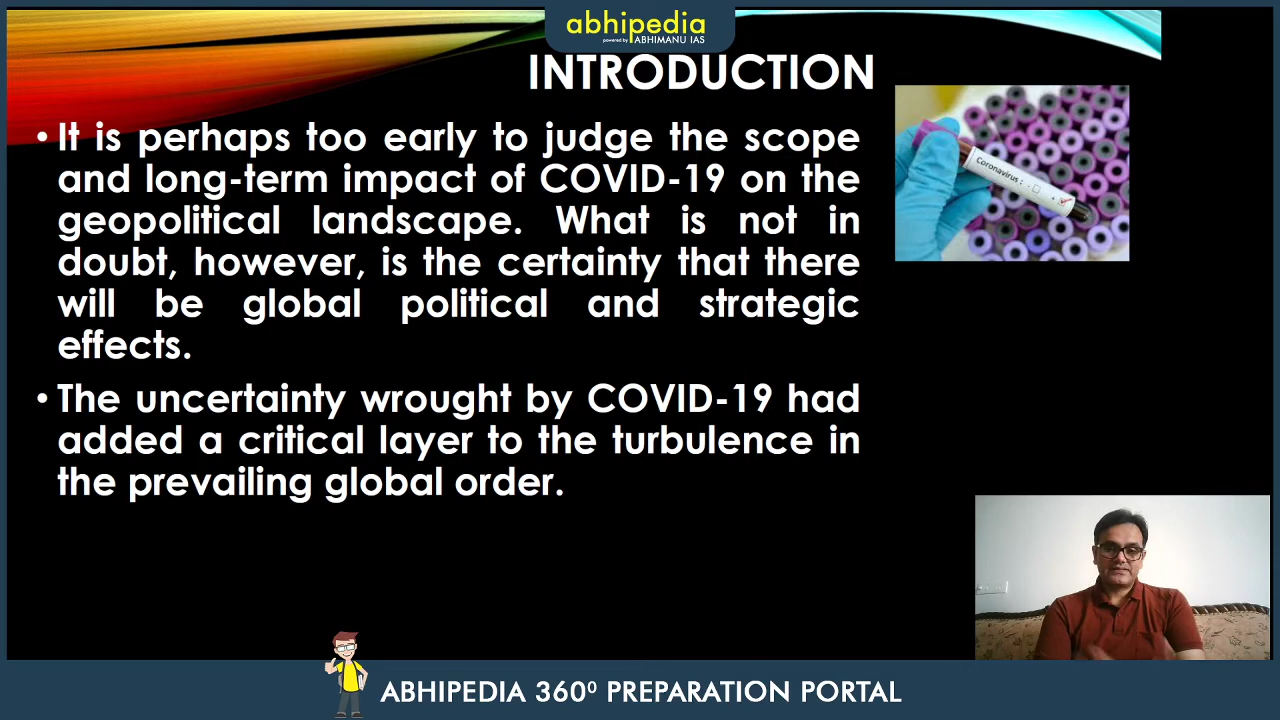 abhipedia
powered by ABHIMANU IAS
INTRODUCTION
• It is perhaps too early to judge the scope
and long-term impact of COVID-19 on the
geopolitical landscape. What is not in
doubt, however, is the certainty that there
will be global political and strategic
effects.
Coronavirus : - □
+ ☑
• The uncertainty wrought by COVID-19 had
added a critical layer to the turbulence in
the prevailing global order.
ABHIPEDIA 360⁰ PREPARATION PORTAL